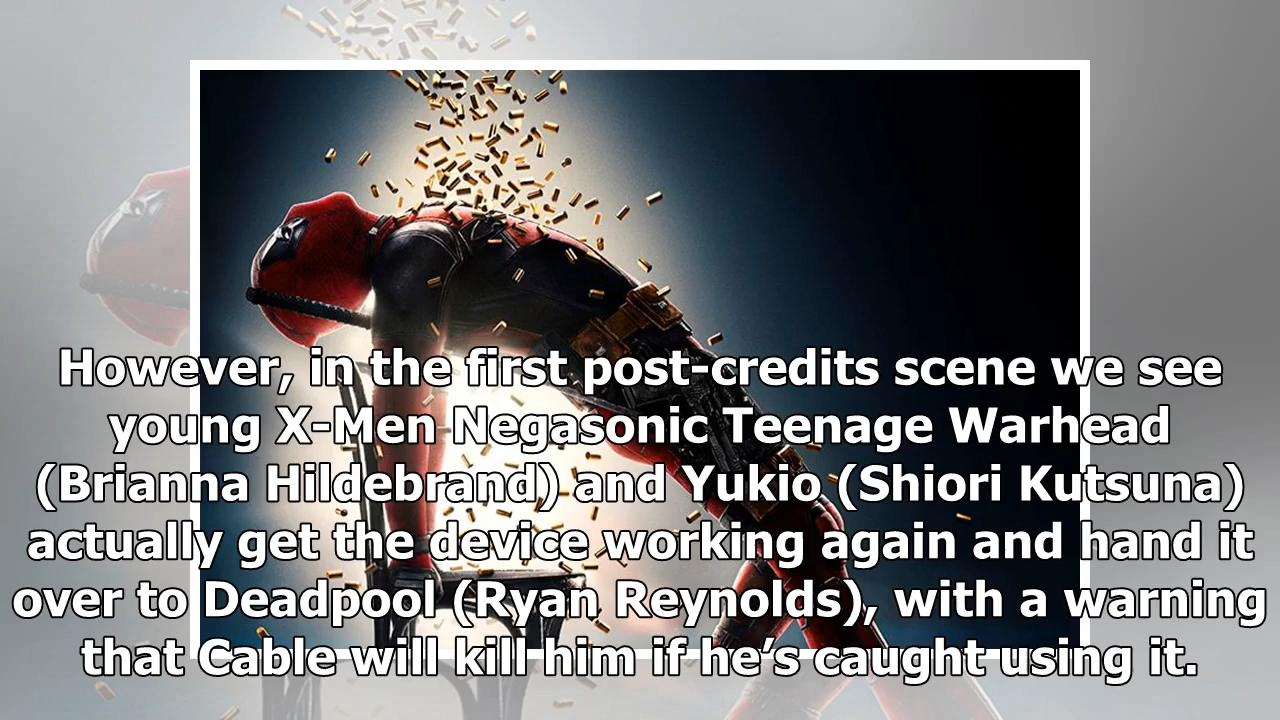 However, in the first post-credits scene we see
young X-Men Negasonic Teenage Warhead
(Brianna Hildebrand) and Yukio (Shiori Kutsuna)
actually get the device working again and hand it
over to Deadpool (Ryan Reynolds), with a warning
that Cable will kill him if he’s caught using it.